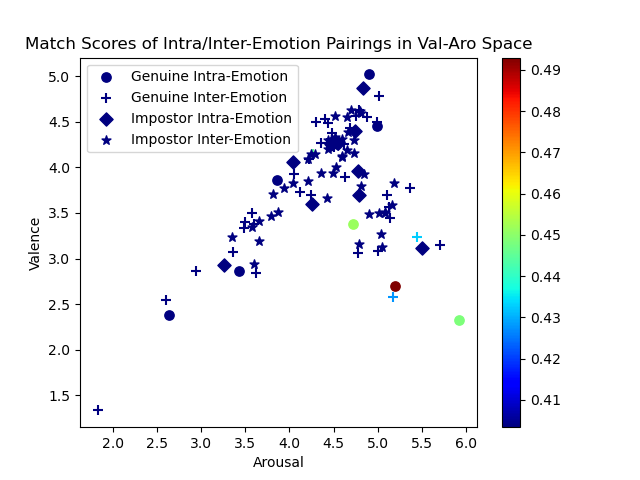 Match Scores of Intra/Inter-Emotion Pairings in Val-Aro Space
Genuine Intra-Emotion
Genuine Inter-Emotion
Impostor Intra-Emotion
Impostor Inter-Emotion
Valence
5.0
4.5
4.0
3.5
3.0
2.5
2.0
1.5
2.0 2.5 3.0 3.5 4.0 4.5 5.0 5.5 6.0
Arousal
0.49
0.48
0.47
0.46
0.45
0.44
0.43
0.42
0.41